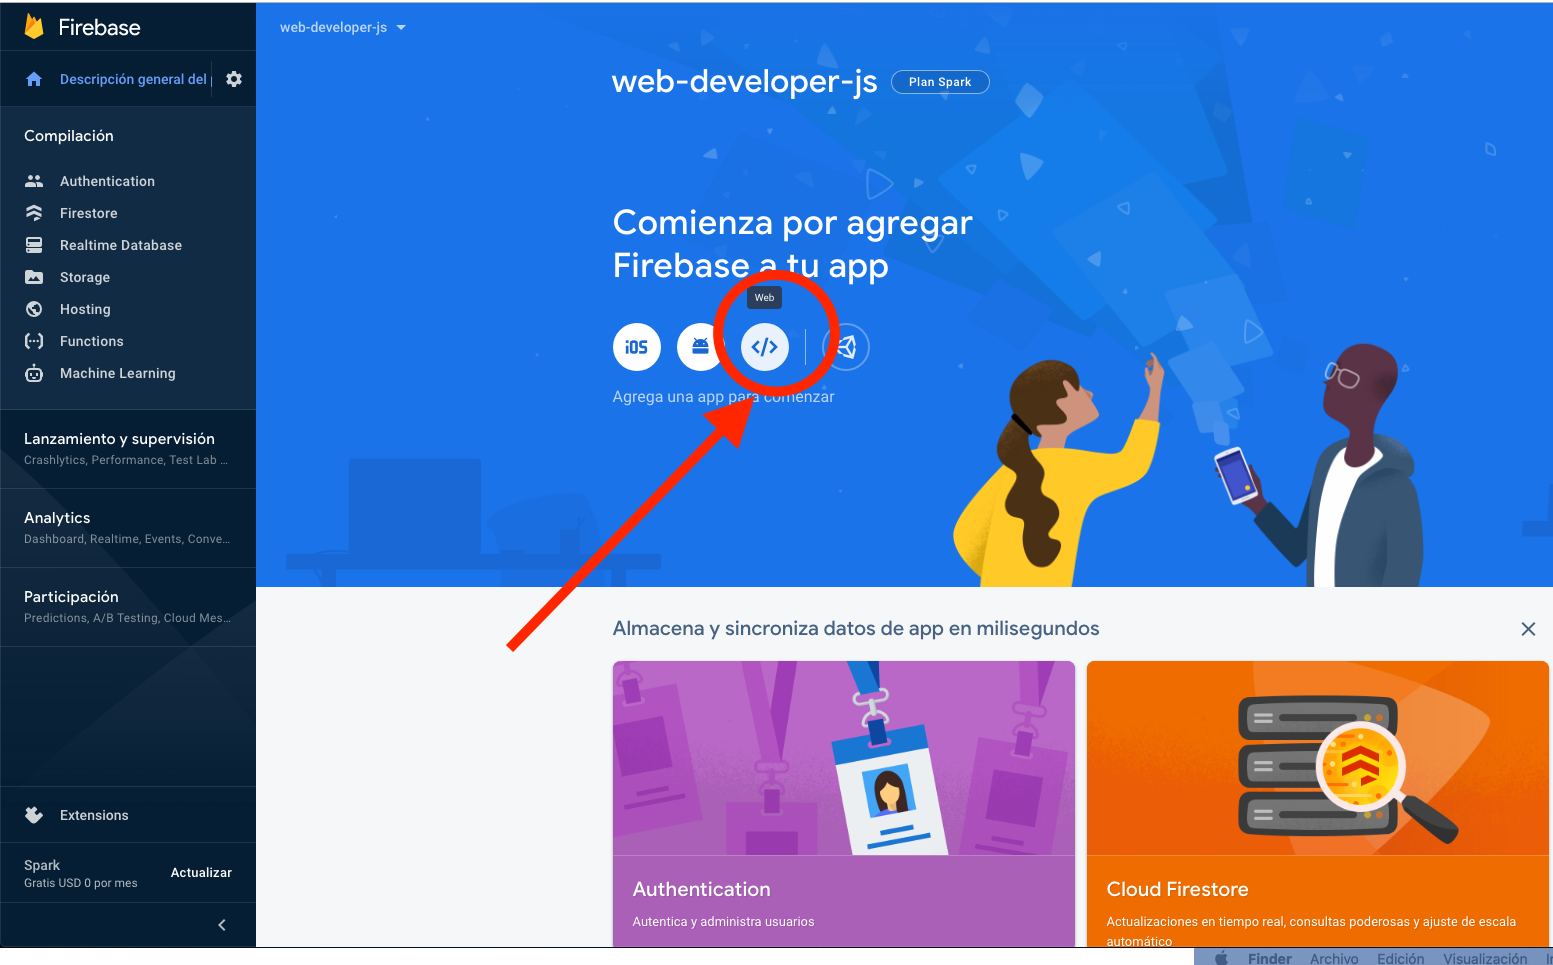 Firebase
web-developer-js
Descripción general del
web-developer-js
Plan Spark
Compilación
Authentication
Firestore
Realtime Database
Storage
Hosting
Functions
Machine Learning
Comienza por agregar
Firebase a tu app
Web
iOS
</>
Agrega una app para comenzar
Lanzamiento y supervisión
Crashlytics, Performance, Test Lab ...
Analytics
Dashboard, Realtime, Events, Conve...
Participación
Predictions, A/B Testing, Cloud Mes...
Almacena y sincroniza datos de app en milisegundos
Authentication
Autentica y administra usuarios
Cloud Firestore
Actualizaciones en tiempo real, consultas poderosas y ajuste de escala
automático
Extensions
Spark
Gratis USD 0 por mes
Actualizar
Finder Archivo Edición Visualización